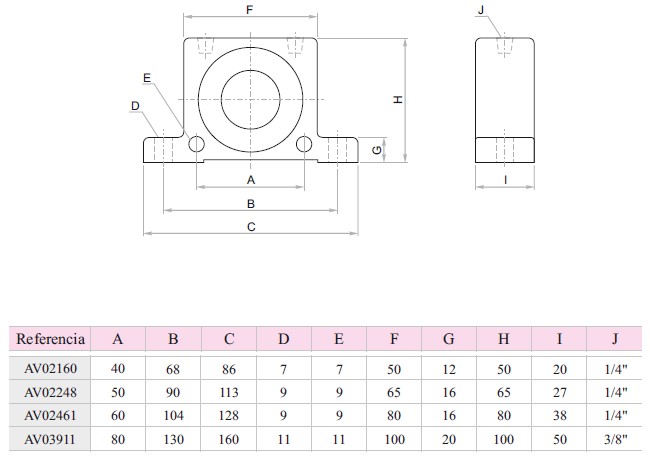 F
J
E
D
H
G
A
I
B
C
Referencia A B C D E F G H I J
AV02160 40 68 86 7 7 50 12 50 20 1/4"
AV02248 50 90 113 9 9 65 16 65 27 1/4"
AV02461 60 104 128 9 9 80 16 80 38 1/4"
AV03911 80 130 160 11 11 100 20 100 50 3/8"